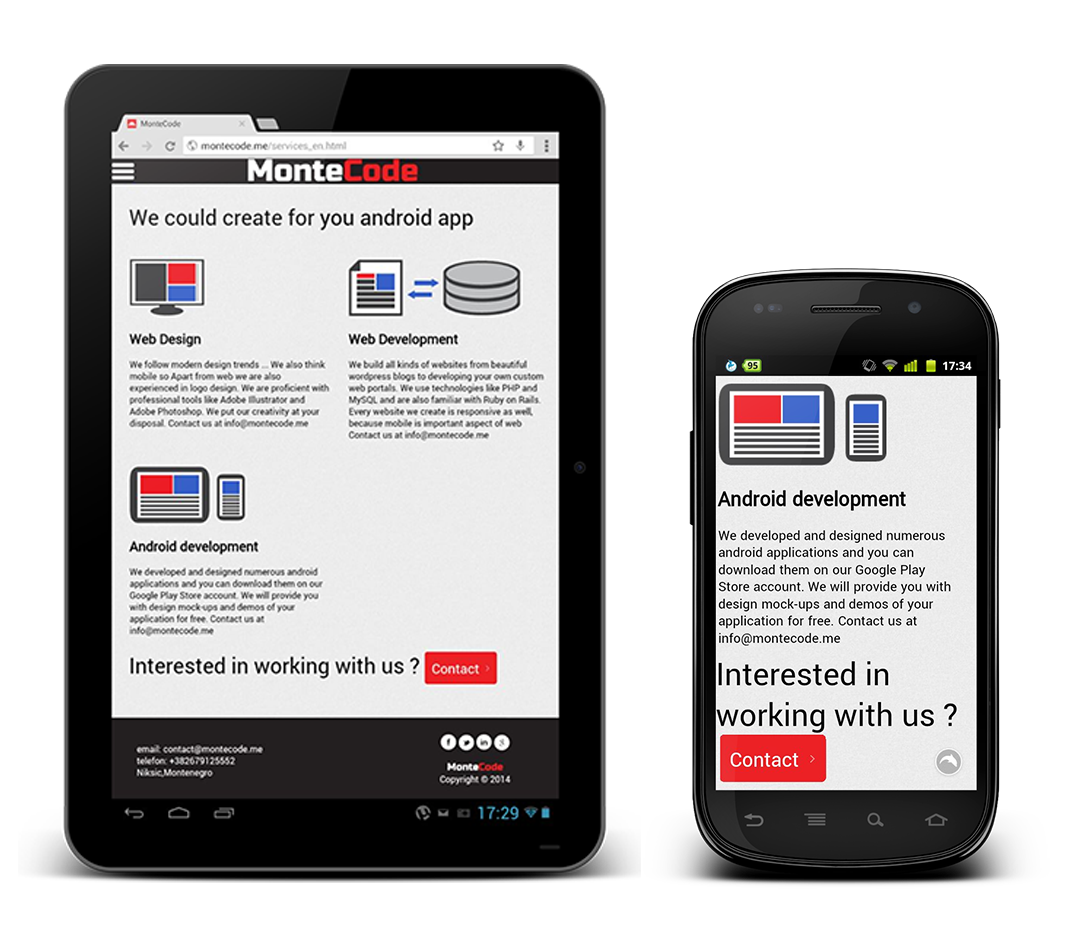 MonteCode
montecode.me/services_en.html
MonteCode
We could create for you android app
Web Design
We follow modern design trends ... We also think
mobile so Apart from web we are also
experienced in logo design. We are proficient with
professional tools like Adobe Illustrator and
Adobe Photoshop. We put our creativity at your
disposal. Contact us at info@montecode.me
Web Development
We build all kinds of websites from beautiful
wordpress blogs to developing your own custom
web portals. We use technologies like PHP and
MySQL and are also familiar with Ruby on Rails.
Every website we create is responsive as well,
because mobile is important aspect of web
Contact us at info@montecode.me
Android development
We developed and designed numerous android
applications and you can download them on our
Google Play Store account. We will provide you
with design mock-ups and demos of your
application for free. Contact us at
info@montecode.me
Interested in working with us ? Contact
email: contact@montecode.me
telefon: +382679125552
Niksic,Montenegro
MonteCode
Copyright © 2014
17:29
95
17:34
Android development
We developed and designed numerous
android applications and you can
download them on our Google Play
Store account. We will provide you with
design mock-ups and demos of your
application for free. Contact us at
info@montecode.me
Interested in
working with us ?
Contact